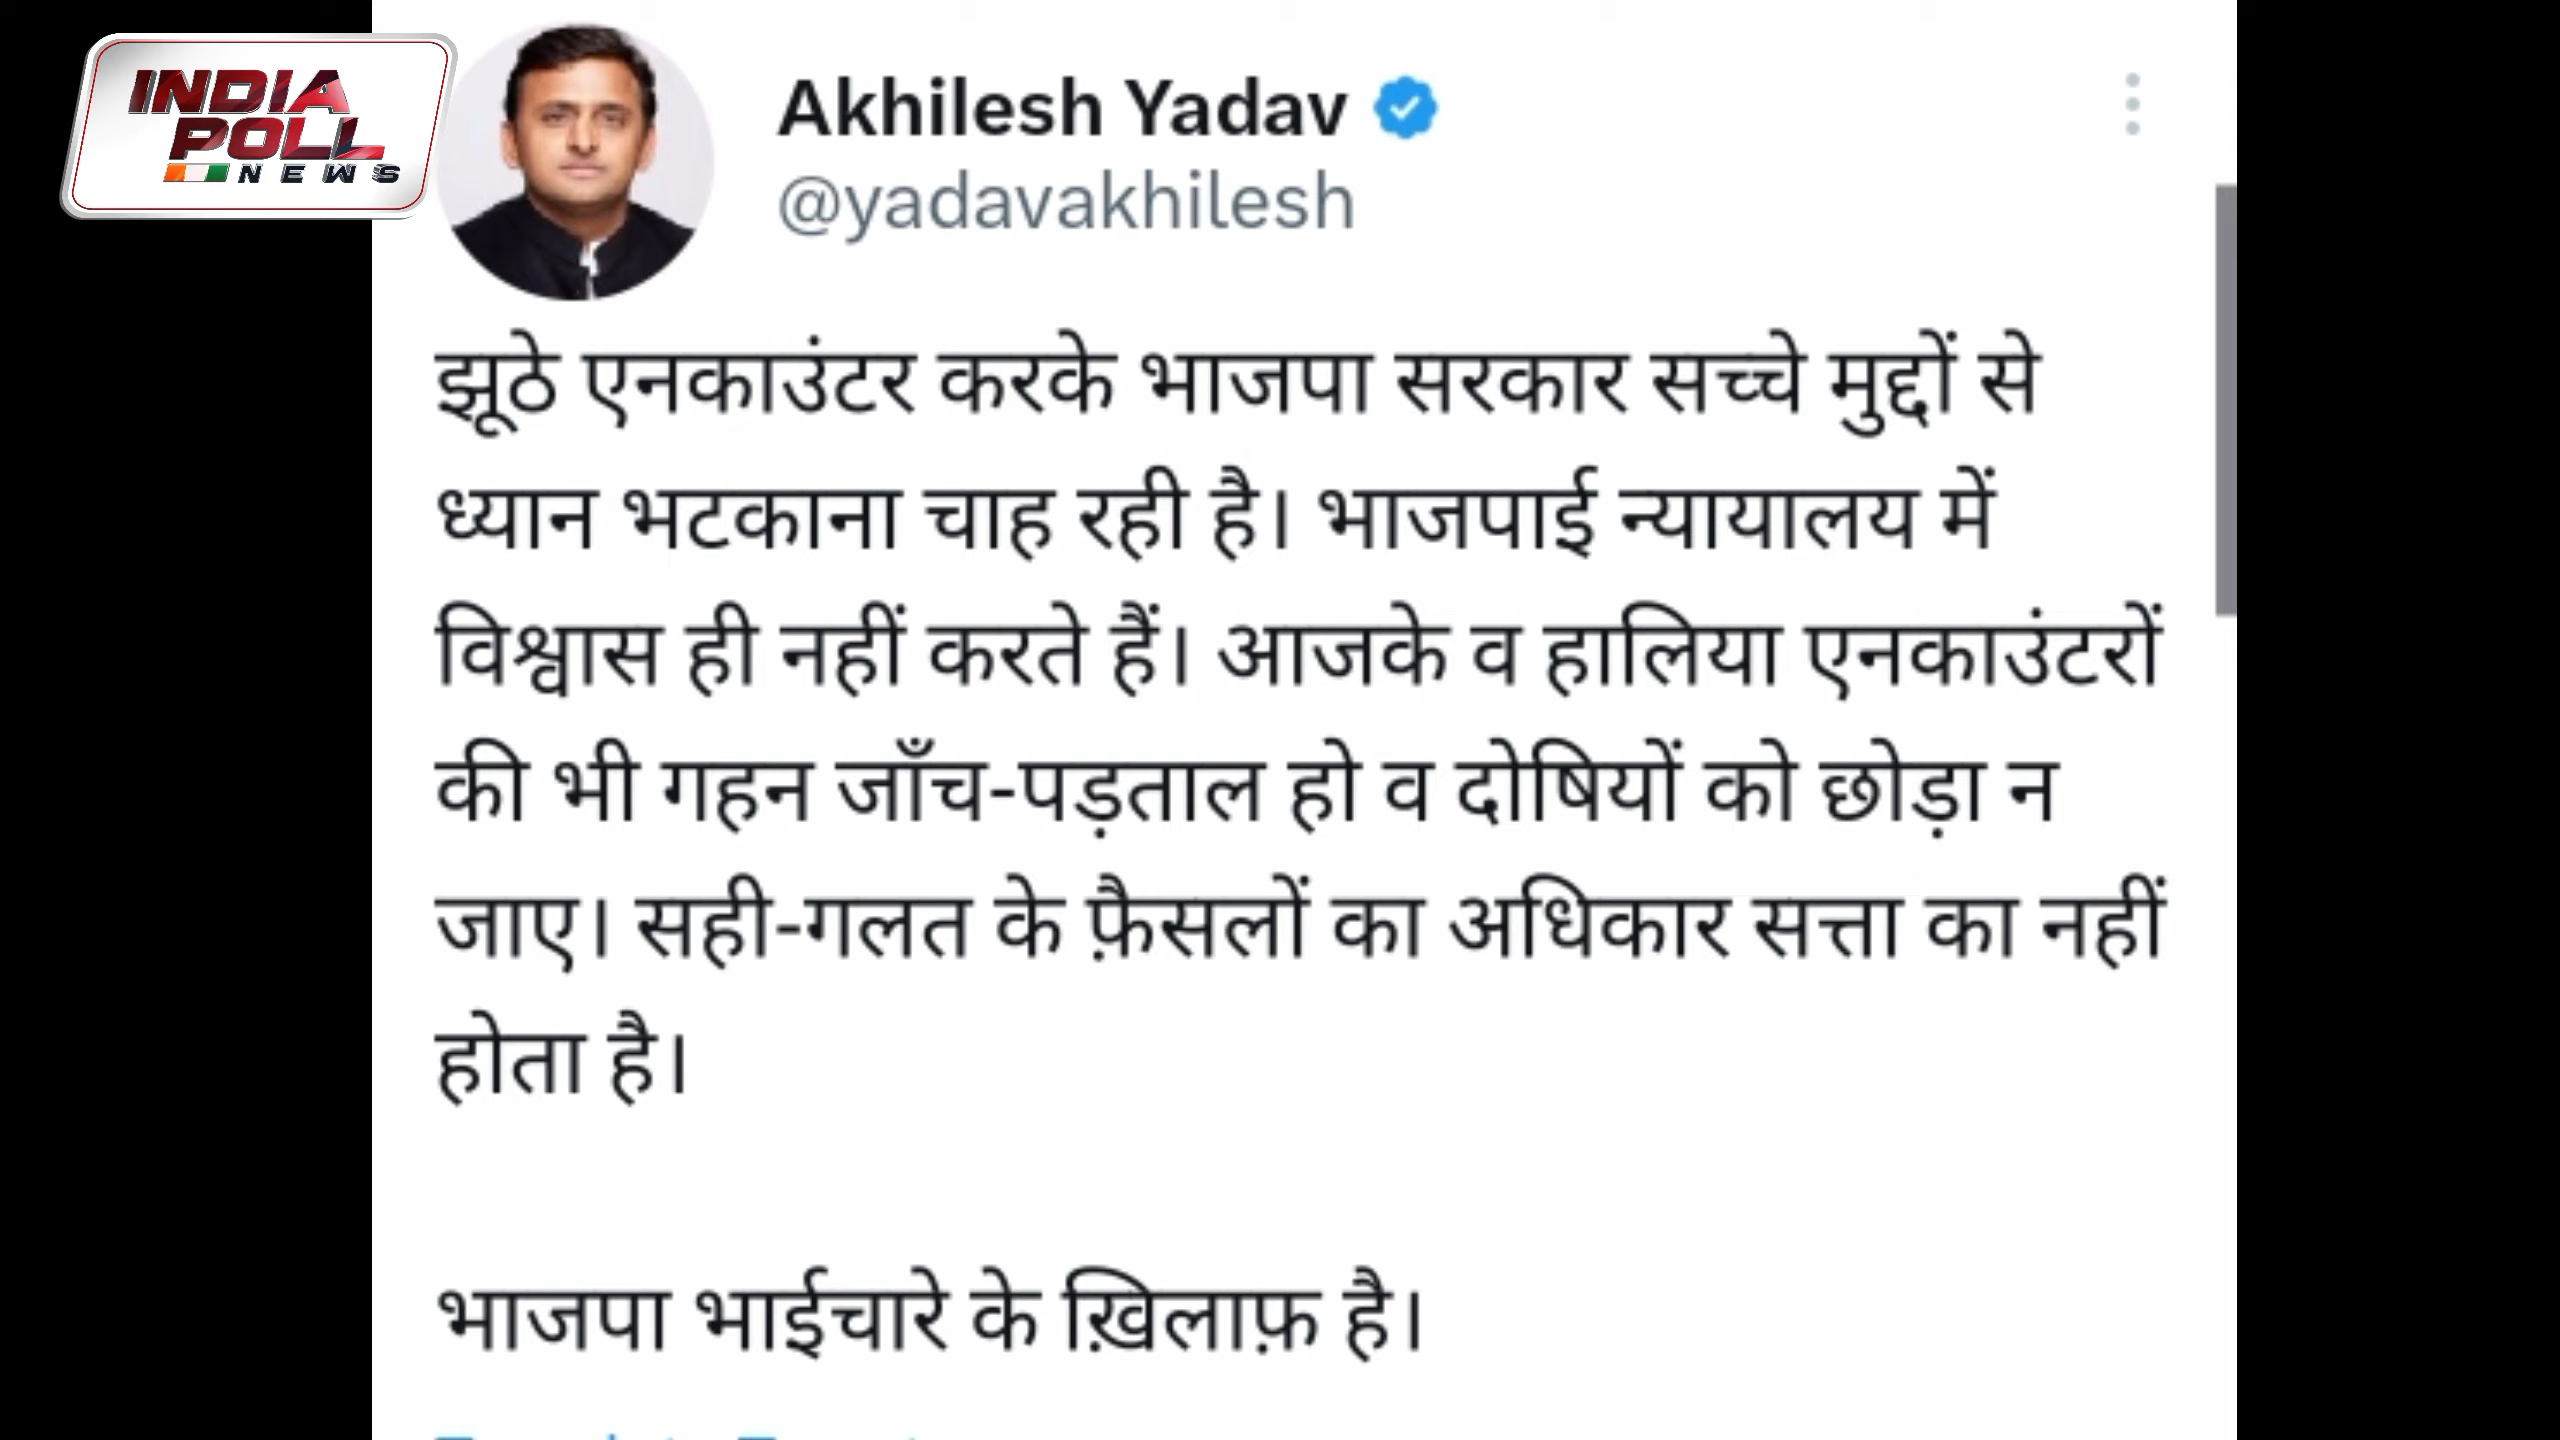 INDIA
POLL
NEWS
Akhilesh Yadav
@yadavakhilesh
झूठे एनकाउंटर करके भाजपा सरकार सच्चे मुद्दों से
ध्यान भटकाना चाह रही है। भाजपाई न्यायालय में
विश्वास ही नहीं करते हैं। आजके व हालिया एनकाउंटरों
की भी गहन जाँच-पड़ताल हो व दोषियों को छोड़ा न
जाए। सही-गलत के फ़ैसलों का अधिकार सत्ता का नहीं
होता है।
भाजपा भाईचारे के ख़िलाफ़ है।